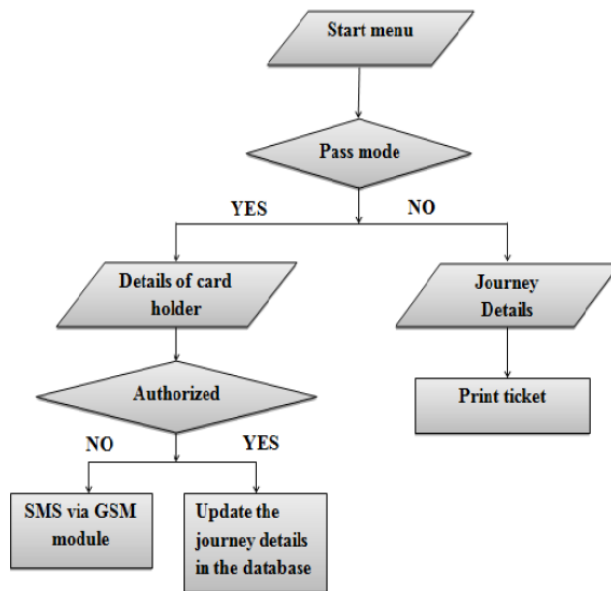 Start menu
Pass mode
YES
NO
Details of card
holder
Journey
Details
Authorized
Print ticket
NO
YES
SMS via GSM
module
Update the
journey details
in the database